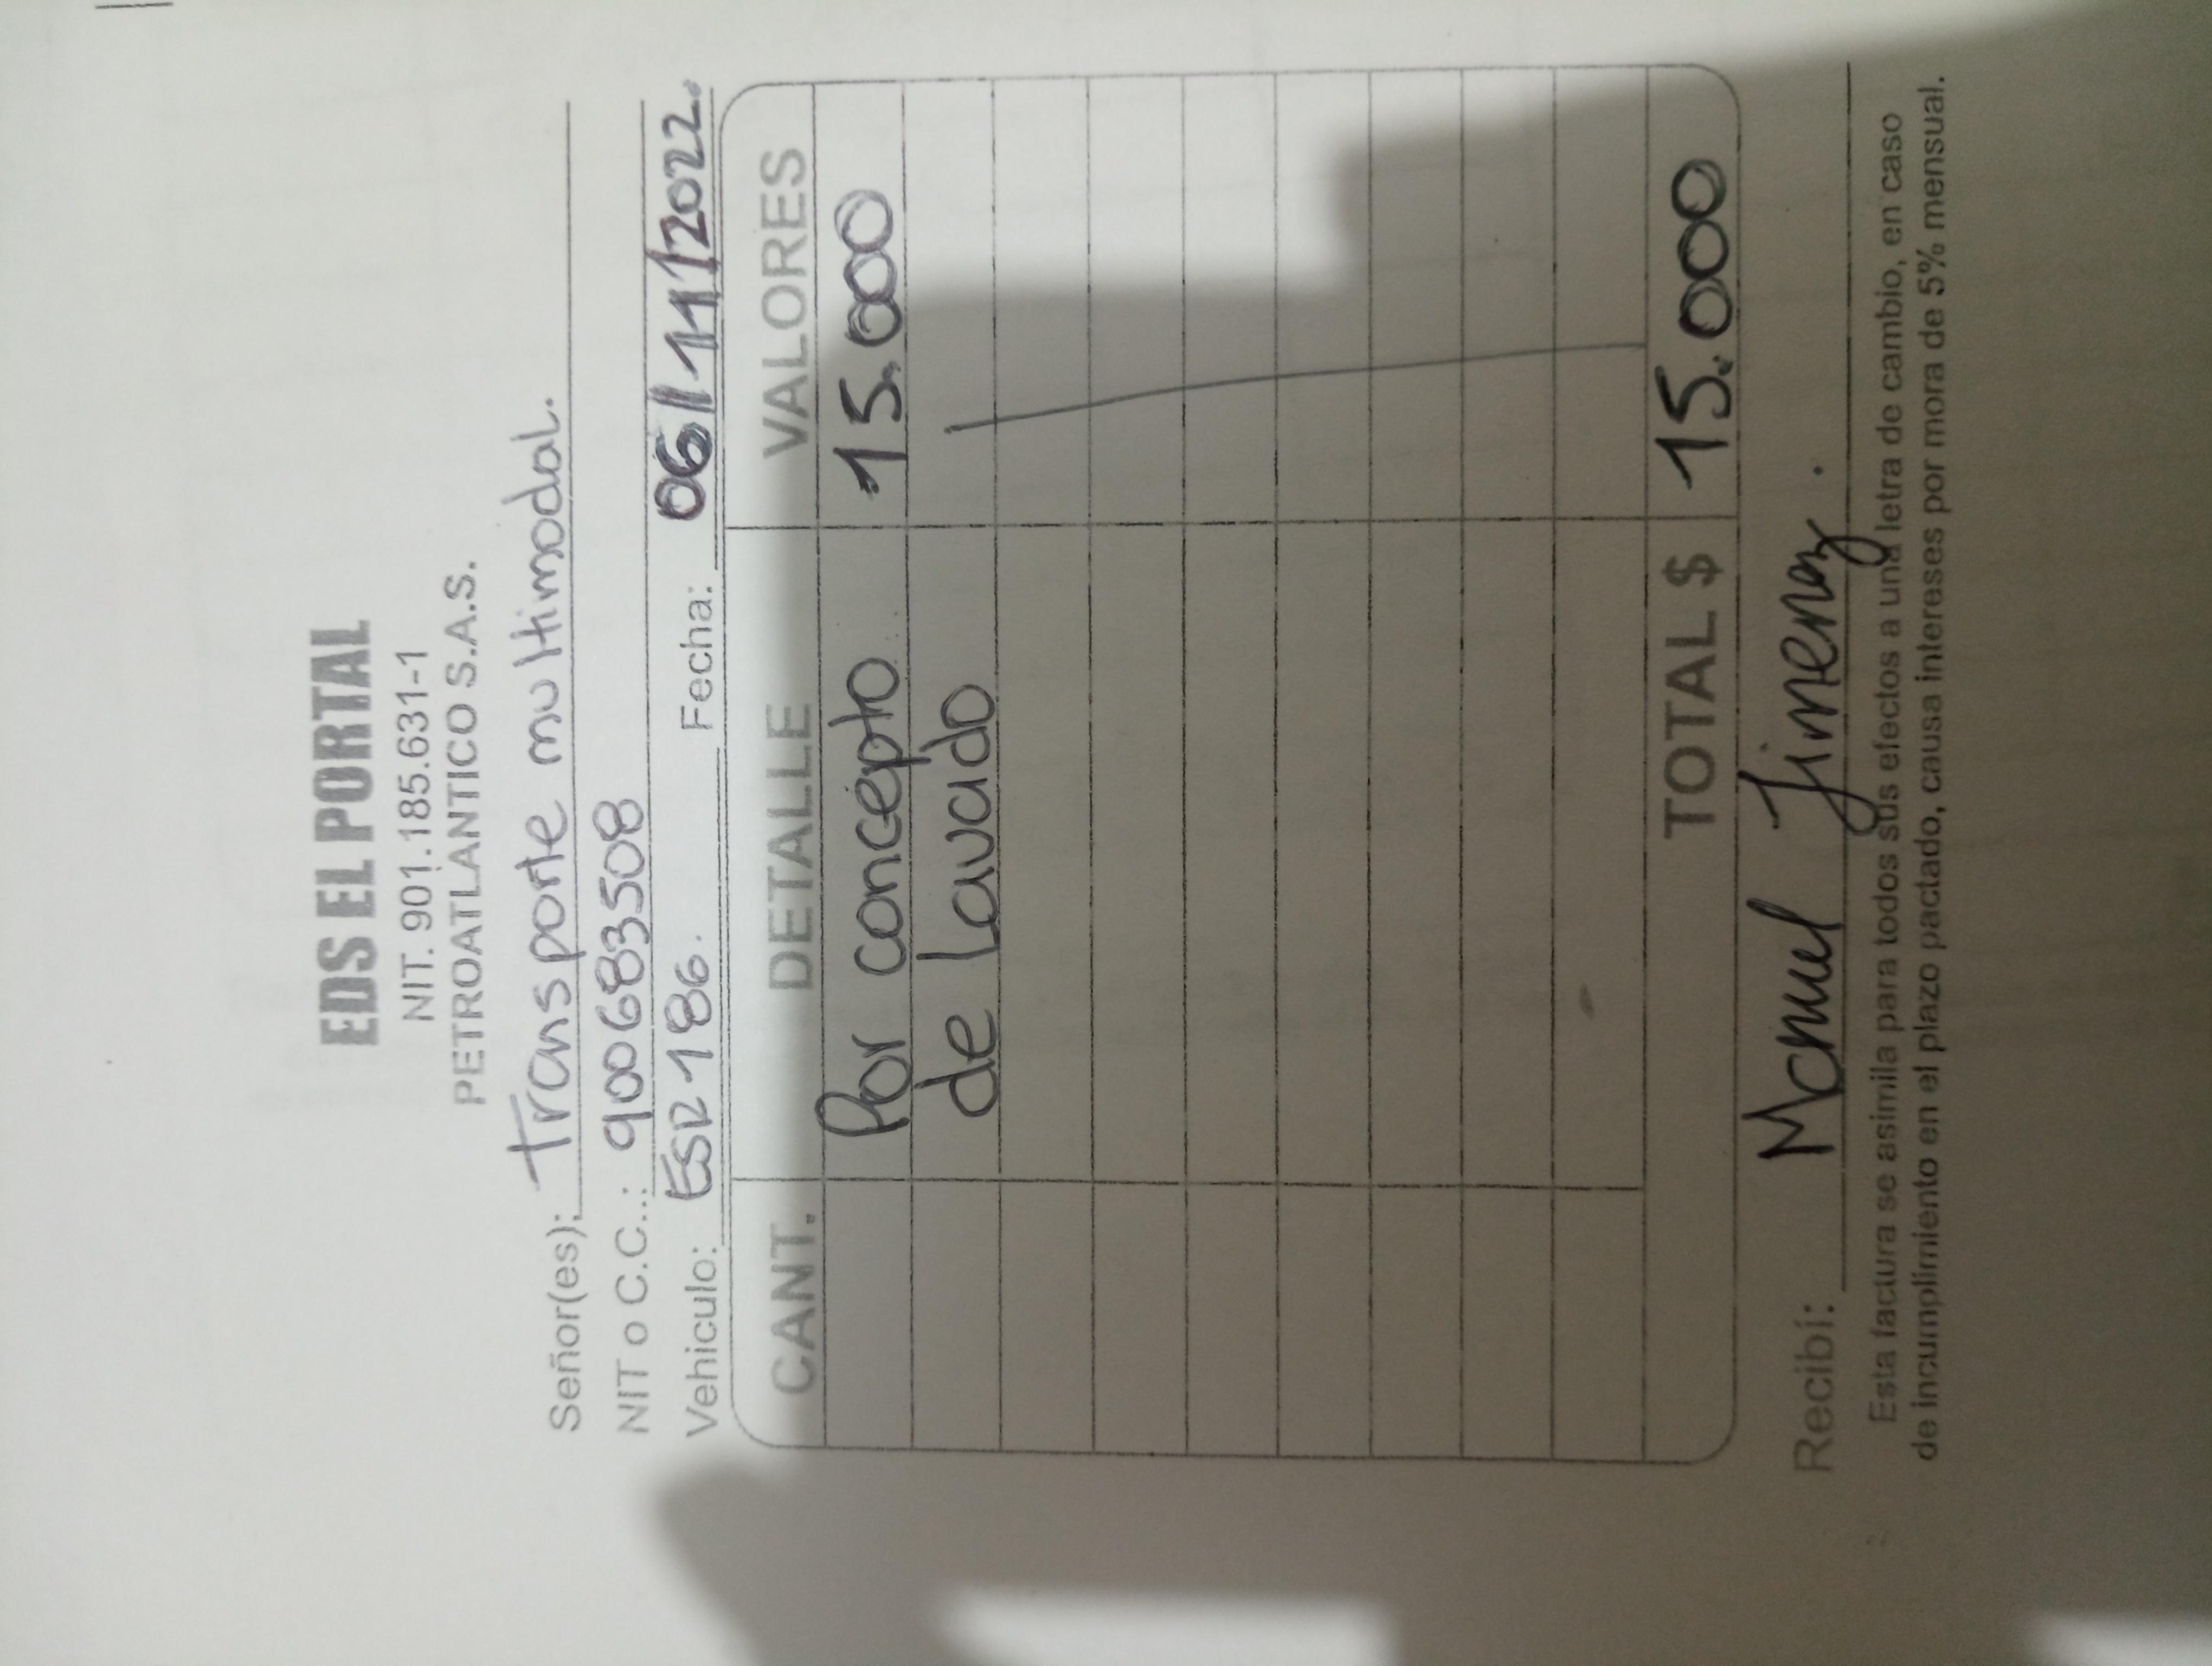 EDS EL PORTAL
NIT. 901.185.631-1
PETROATLANTICO S.A.S.
Señor(es): Transporte multimodal.
NIT o C.C.: 900683508
Vehiculo: ESR186. Fecha: 06/11/2022.
CANT. DETALLE VALORES
Por concepto 15.000
de Lavado
TOTAL $ 15.000
Recibí: Manuel Jimenez.
Esta factura se asimila para todos sus efectos a una letra de cambio, en caso
de incumplimiento en el plazo pactado, causa intereses por mora de 5% mensual.